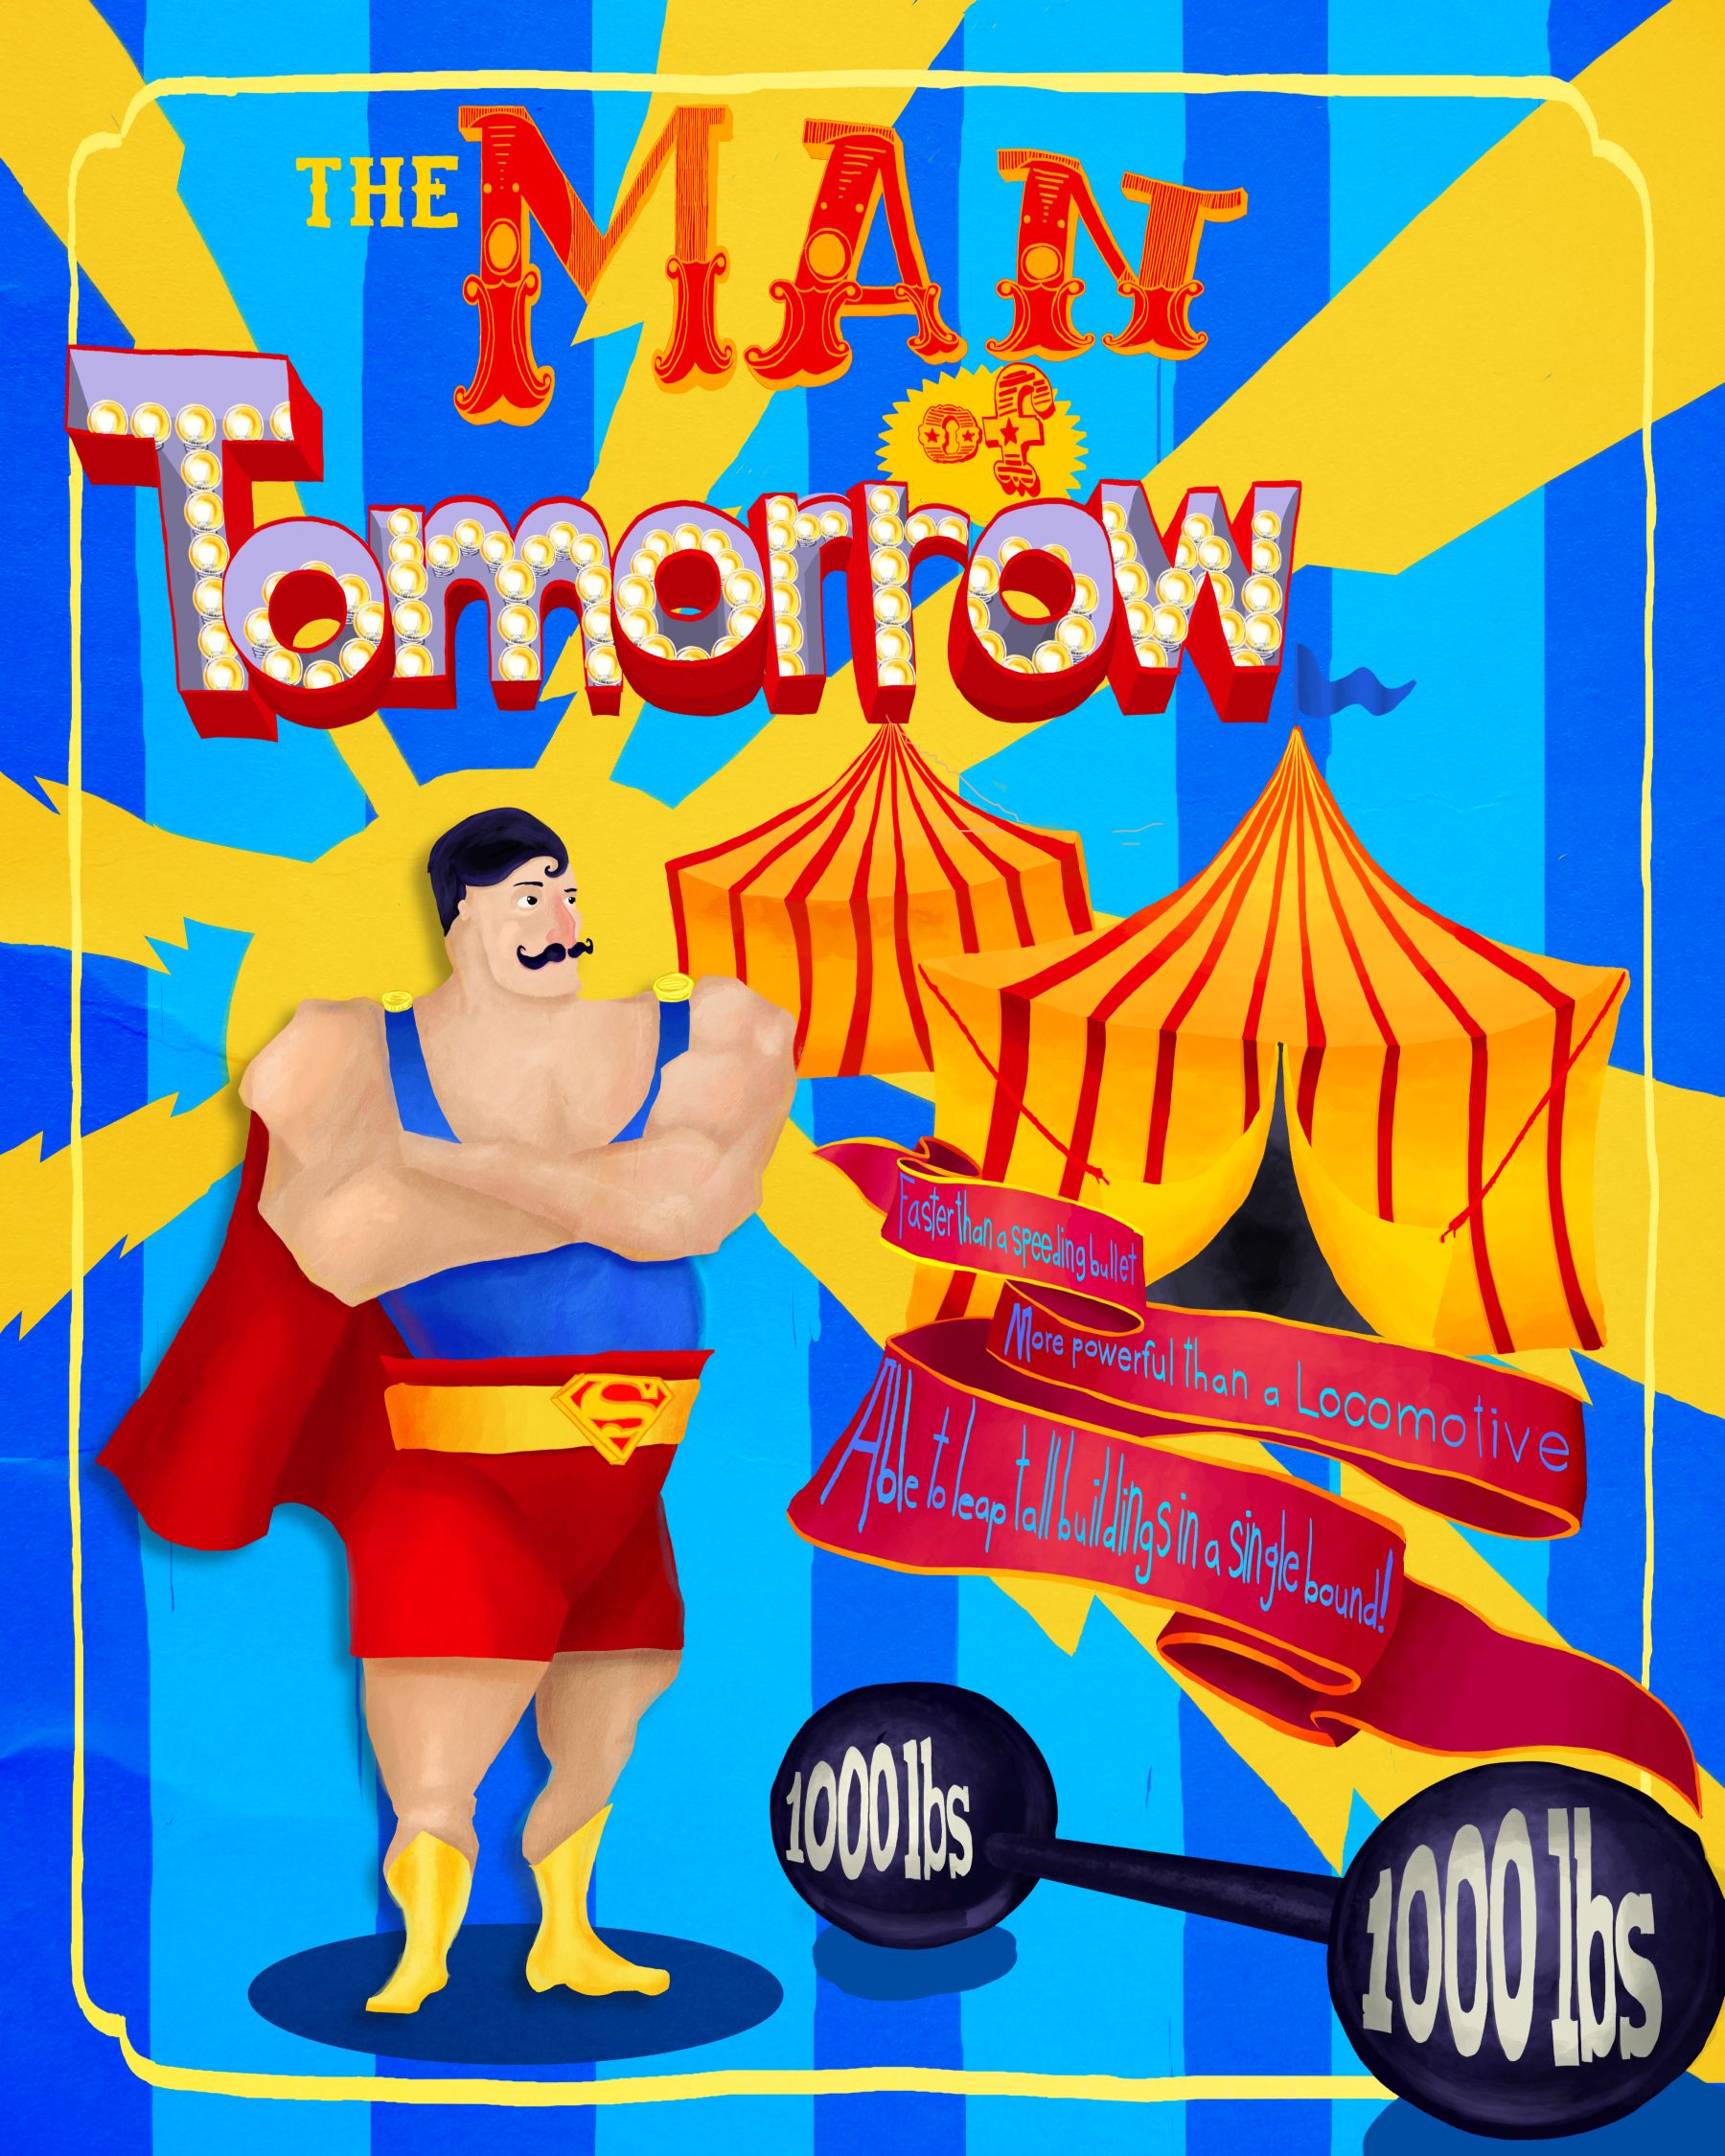 THE MAN
of
Tomorrow
Faster than a speeding bullet
More powerful than a Locomotive
Able to leap tall buildings in a single bound!
S
1000 lbs
1000 lbs